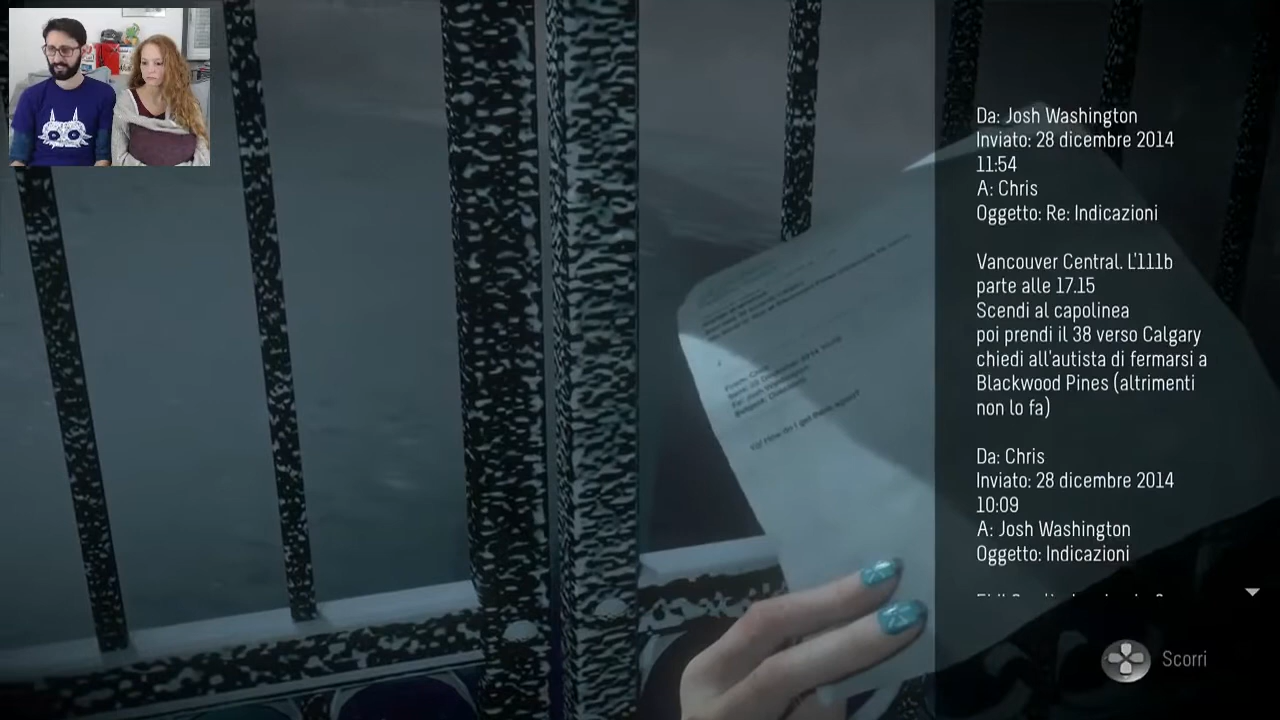 Da: Josh Washington
Inviato: 28 dicembre 2014
11:54
A: Chris
Oggetto: Re: Indicazioni
Vancouver Central. L'111b
parte alle 17.15
Scendi al capolinea
poi prendi il 38 verso Calgary
chiedi all'autista di fermarsi a
Blackwood Pines (altrimenti
non lo fa)
Da: Chris
Inviato: 28 dicembre 2014
10:09
A: Josh Washington
Oggetto: Indicazioni
Scorri